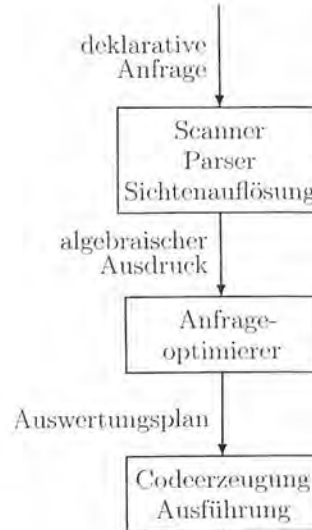 deklarative
Anfrage
Scanner
Parser
Sichtenauflösung
algebraischer
Ausdruck
Anfrage-
optimierer
Auswertungsplan
Codeerzeugung
Ausführung